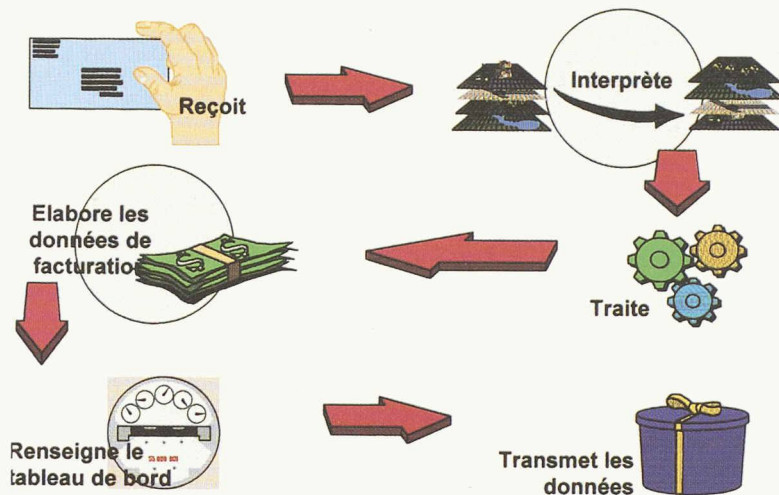 Reçoit
Interprète
Traite
Elabore les
données de
facturation
Renseigne le
tableau de bord
Transmet les
données